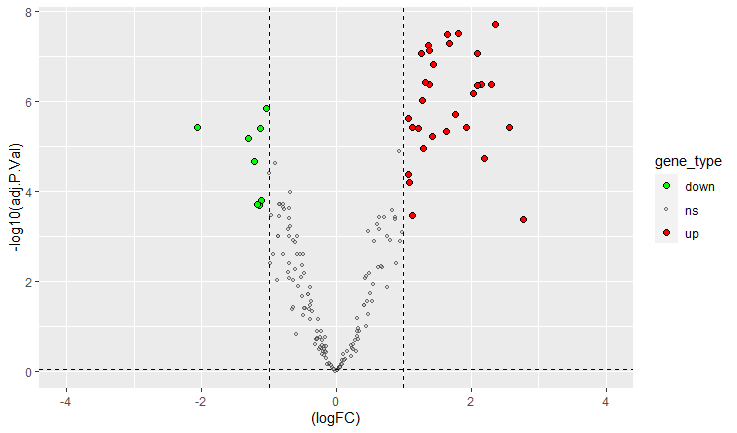 8
6
4
2
0
-log10(adj.P.Val)
-4
-2
0
2
4
(logFC)
gene_type
down
ns
up